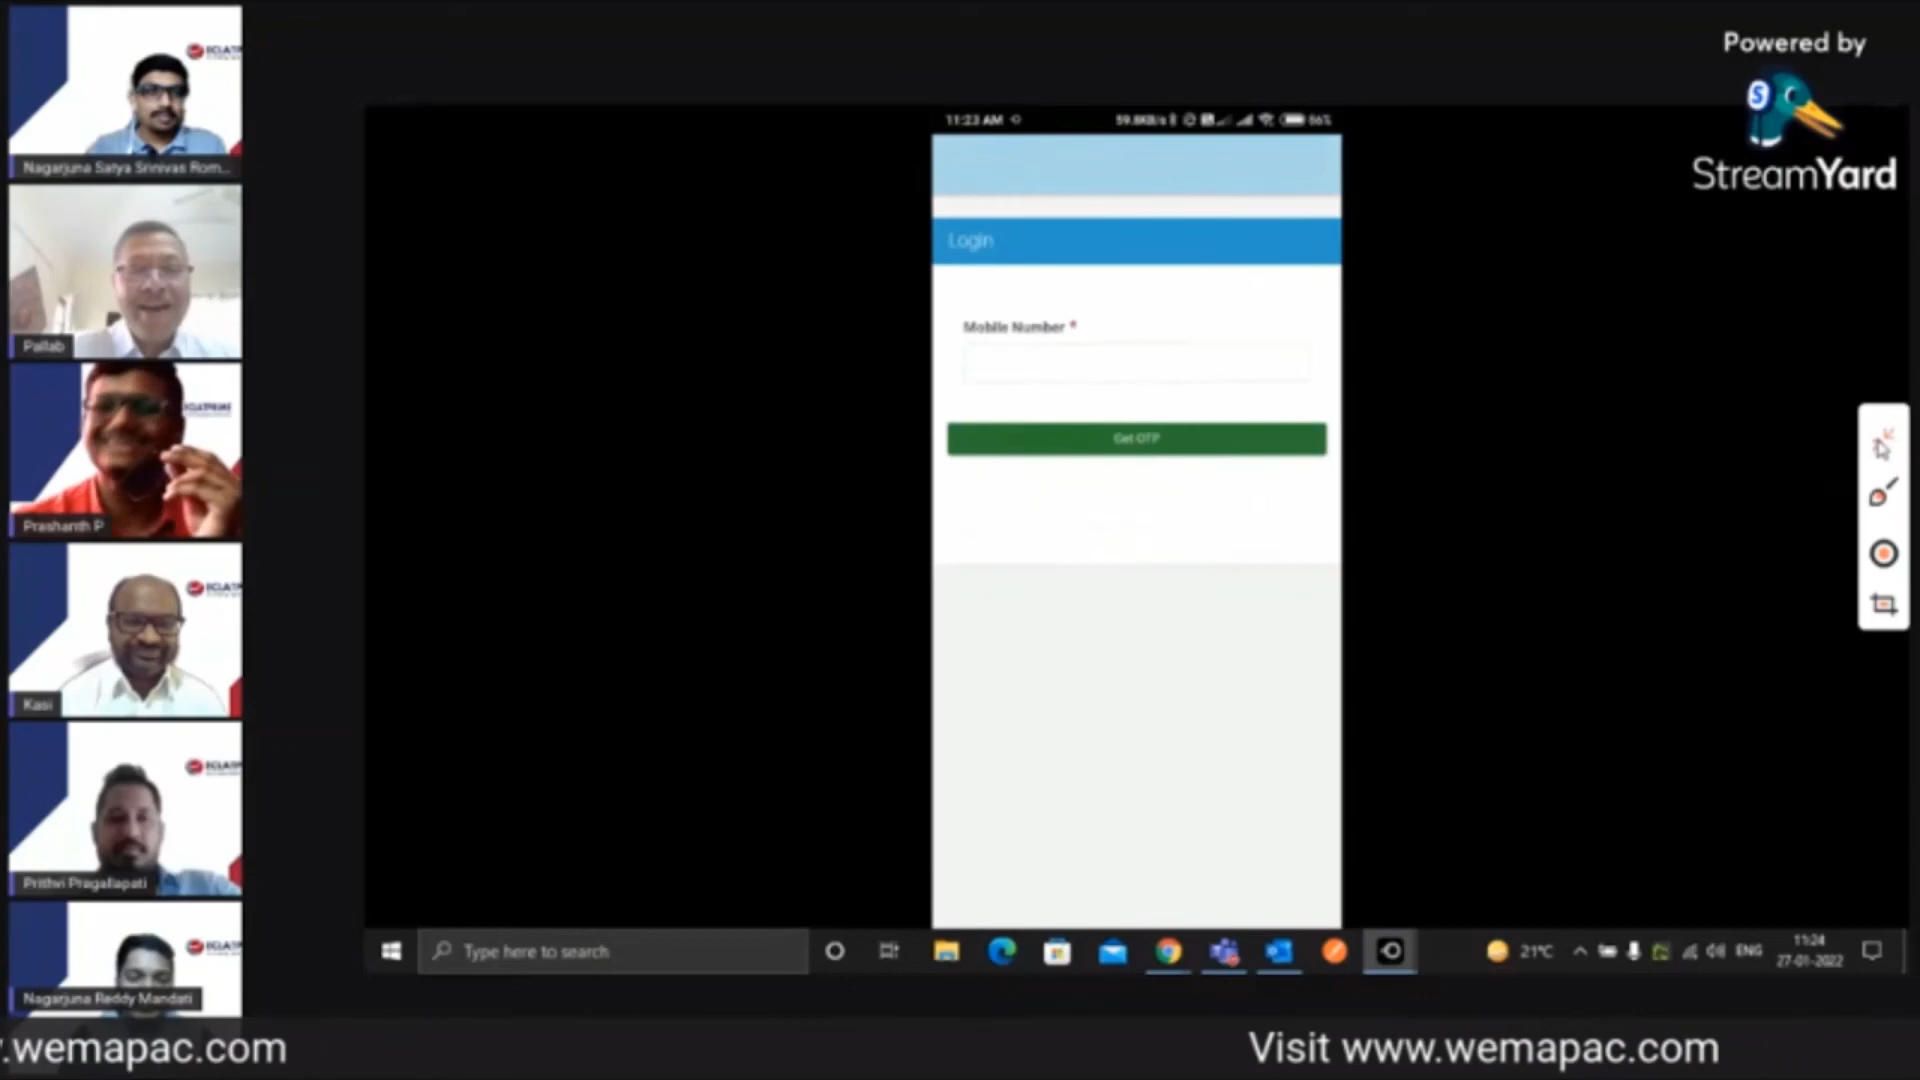 Nagarjuna Satya Srinivas Rom...
Pallab
Prashanth P
Kasi
Prithvi Pragallapati
Nagarjuna Reddy Mandati
ECLATPRIME
Powered by
StreamYard
11:23 AM
86%
Login
Mobile Number *
Get OTP
Type here to search
21°C
ENG
11:24
27-01-2022
.wemapac.com
Visit www.wemapac.com